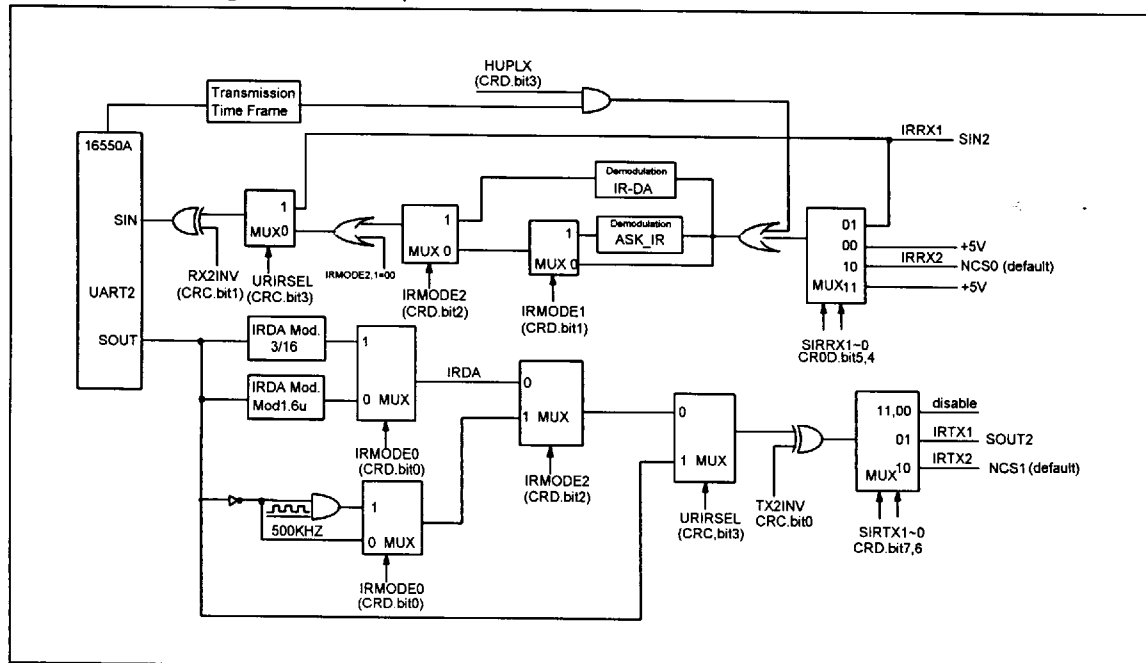 HUPLX
(CRD.bit3)
Transmission
Time Frame
16550A
IRRX1
SIN2
Demodulation
IR-DA
SIN
1
MUX 0
1
MUX 0
1
MUX 0
Demodulation
ASK_IR
01
00
10
MUX 11
+5V
IRRX2
NCS0 (default)
+5V
RX2INV
(CRC.bit1)
URIRSEL
(CRC.bit3)
IRMODE2,1=00
IRMODE2
(CRD.bit2)
IRMODE1
(CRD.bit1)
SIRRX1~0
CR0D.bit5,4
UART2
SOUT
IRDA Mod.
3/16
IRDA Mod.
Mod1.6u
1
0 MUX
IRDA
0
1 MUX
0
1 MUX
11,00
01
MUX 10
disable
IRTX1
SOUT2
IRTX2
NCS1 (default)
IRMODE0
(CRD.bit0)
IRMODE2
(CRD.bit2)
TX2INV
CRC.bit0
URIRSEL
(CRC,bit3)
SIRTX1~0
CRD.bit7,6
500KHZ
1
0 MUX
IRMODE0
(CRD.bit0)